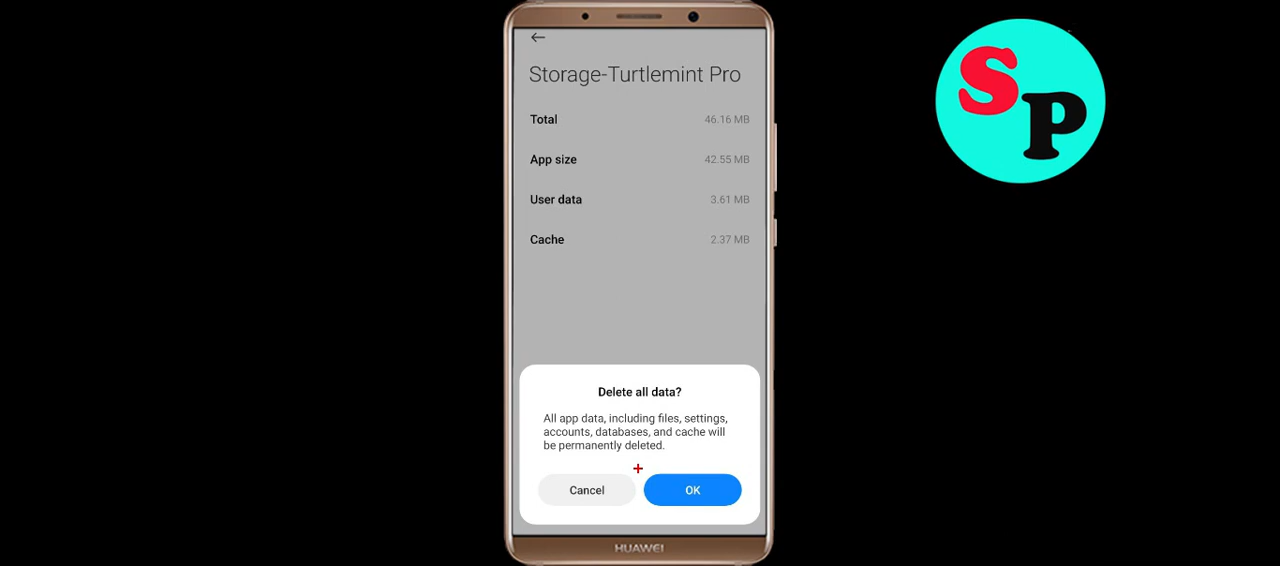 Storage-Turtlemint Pro
Total 46.16 MB
App size 42.55 MB
User data 3.61 MB
Cache 2.37 MB
Delete all data?
All app data, including files, settings,
accounts, databases, and cache will
be permanently deleted.
Cancel OK
HUAWEI
SP